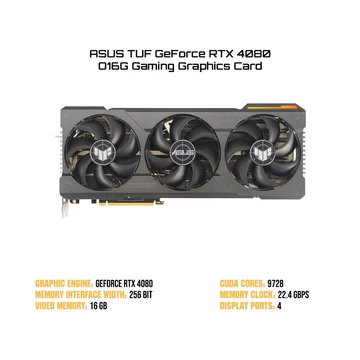 ASUS TUF GeForce RTX 4080
O16G Gaming Graphics Card
ASUS
GRAPHIC ENGINE: GEFORCE RTX 4080
MEMORY INTERFACE WIDTH: 256 BIT
VIDEO MEMORY: 16 GB
CUDA CORES: 9728
MEMORY CLOCK: 22.4 GBPS
DISPLAY PORTS: 4